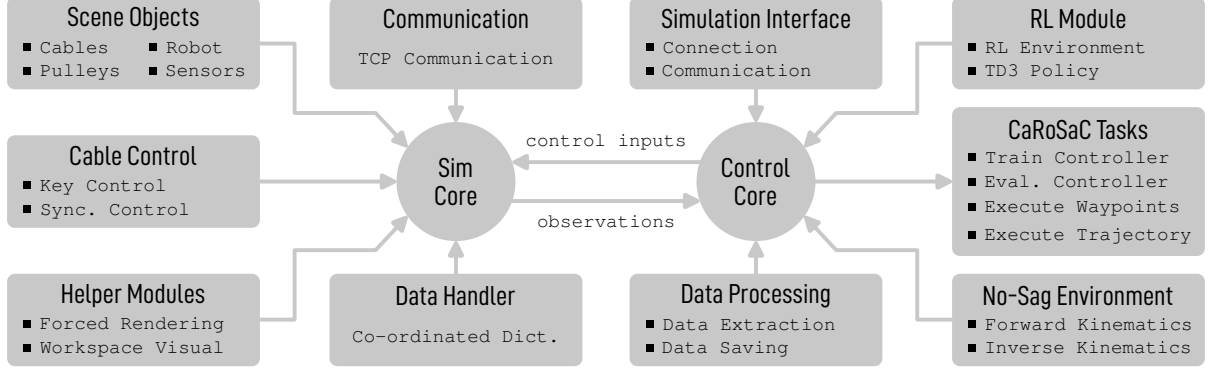 Scene Objects
■ Cables ■ Robot
■ Pulleys ■ Sensors
Communication
TCP Communication
Simulation Interface
■ Connection
■ Communication
RL Module
■ RL Environment
■ TD3 Policy
Cable Control
■ Key Control
■ Sync. Control
Sim
Core
control inputs
observations
Control
Core
CaRoSaC Tasks
■ Train Controller
■ Eval. Controller
■ Execute Waypoints
■ Execute Trajectory
Helper Modules
■ Forced Rendering
■ Workspace Visual
Data Handler
Co-ordinated Dict.
Data Processing
■ Data Extraction
■ Data Saving
No-Sag Environment
■ Forward Kinematics
■ Inverse Kinematics